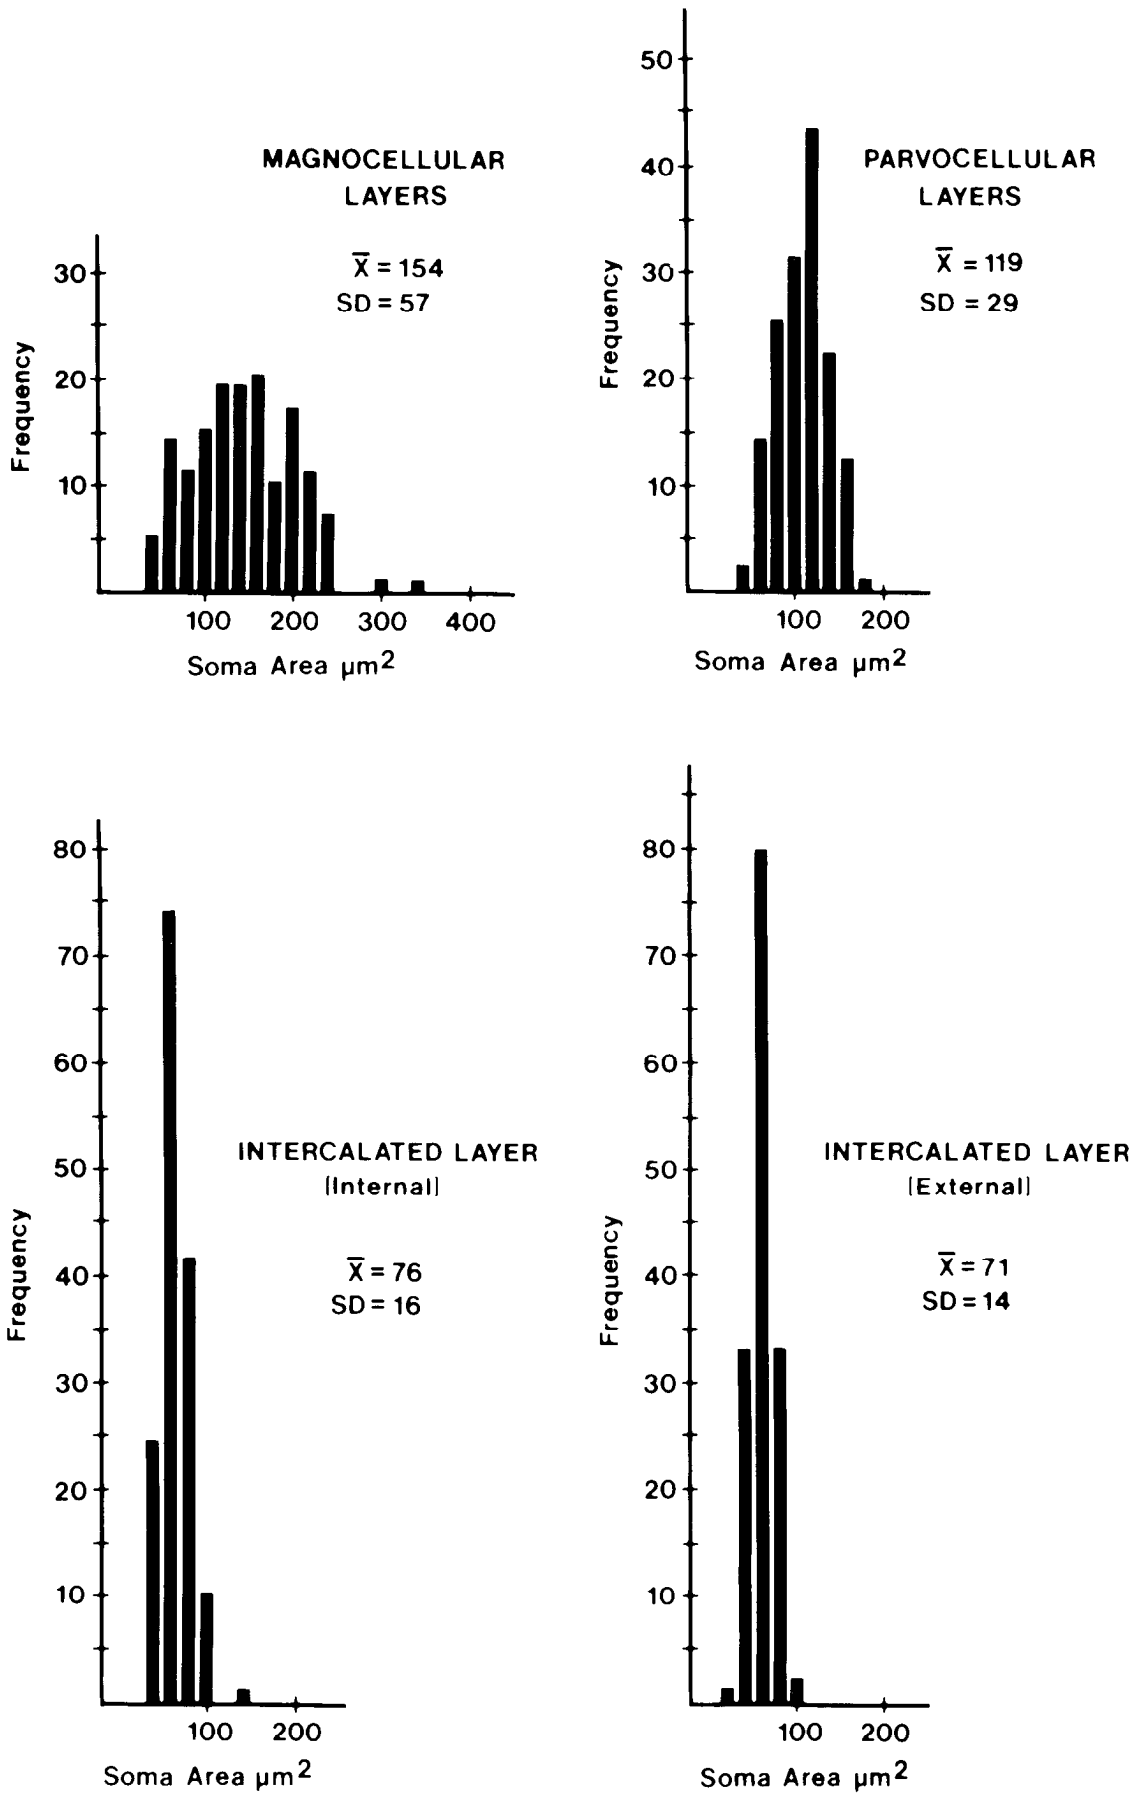 MAGNOCELLULAR
LAYERS
X̅ = 154
SD = 57
Frequency
30
20
10
100 200 300 400
Soma Area µm²
PARVOCELLULAR
LAYERS
X̅ = 119
SD = 29
Frequency
50
40
30
20
10
100 200
Soma Area µm²
INTERCALATED LAYER
[Internal]
X̅ = 76
SD = 16
Frequency
80
70
60
50
40
30
20
10
100 200
Soma Area µm²
INTERCALATED LAYER
[External]
X̅ = 71
SD = 14
Frequency
80
70
60
50
40
30
20
10
100 200
Soma Area µm²